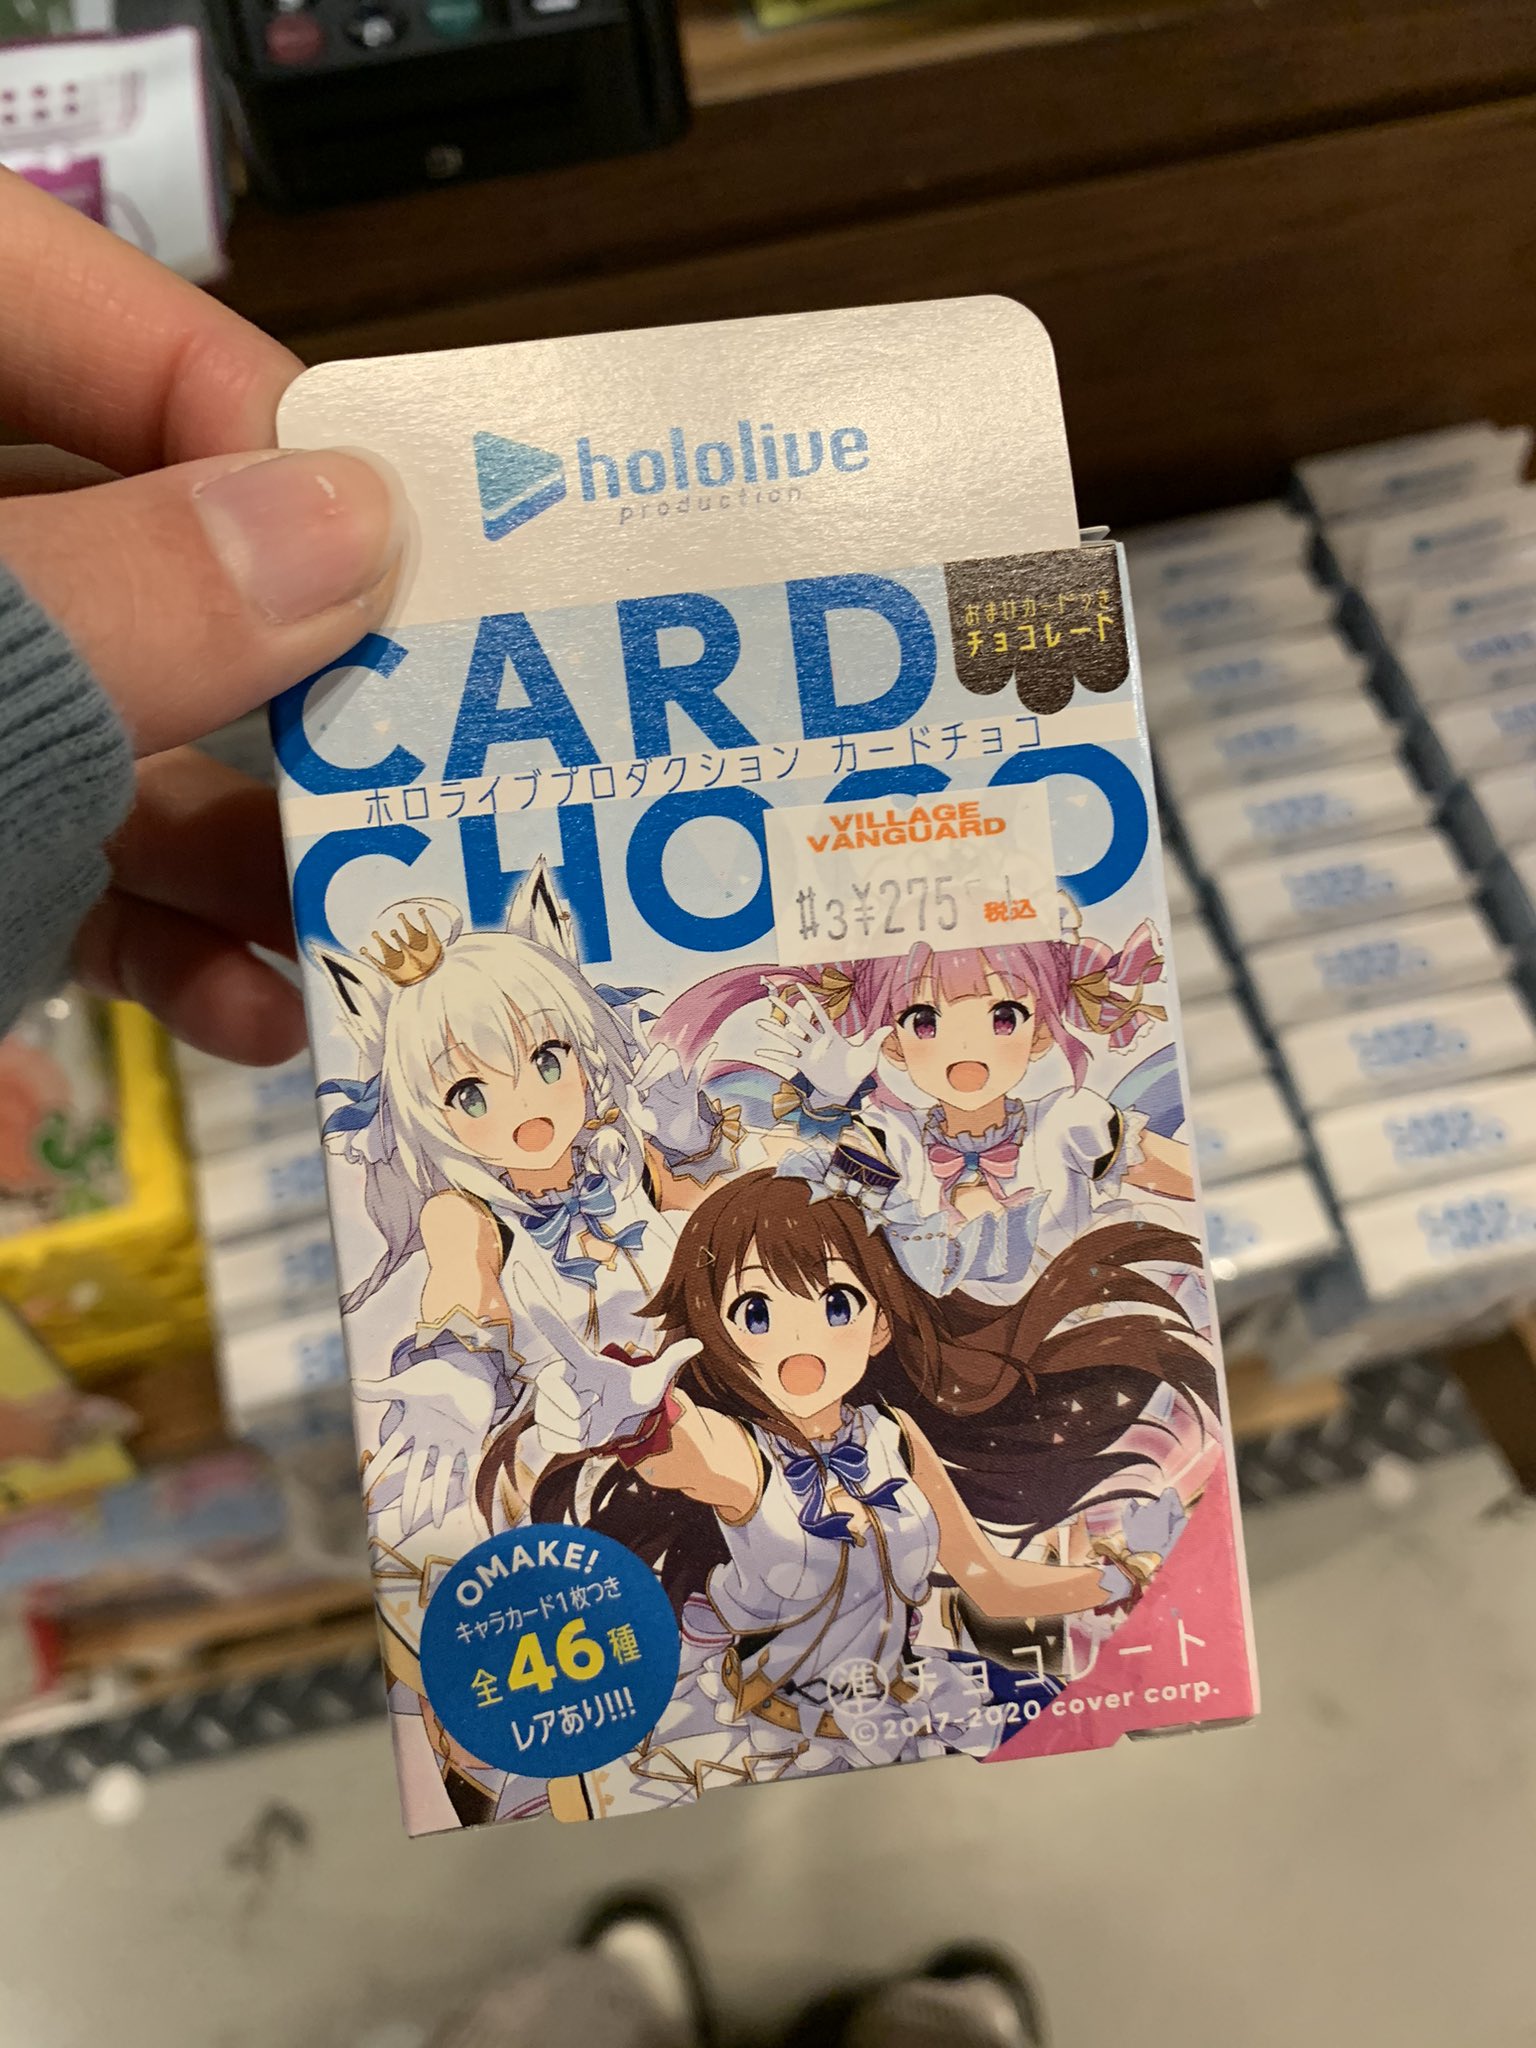 hololive
production
CARD
おまけカードつき
チョコレート
ホロライブプロダクション カードチョコ
CHOCO
VILLAGE
VANGUARD
#3¥275 税込
OMAKE!
キャラカード1枚つき
全46種
レアあり!!!
準 チョコレート
©2017-2020 cover corp.